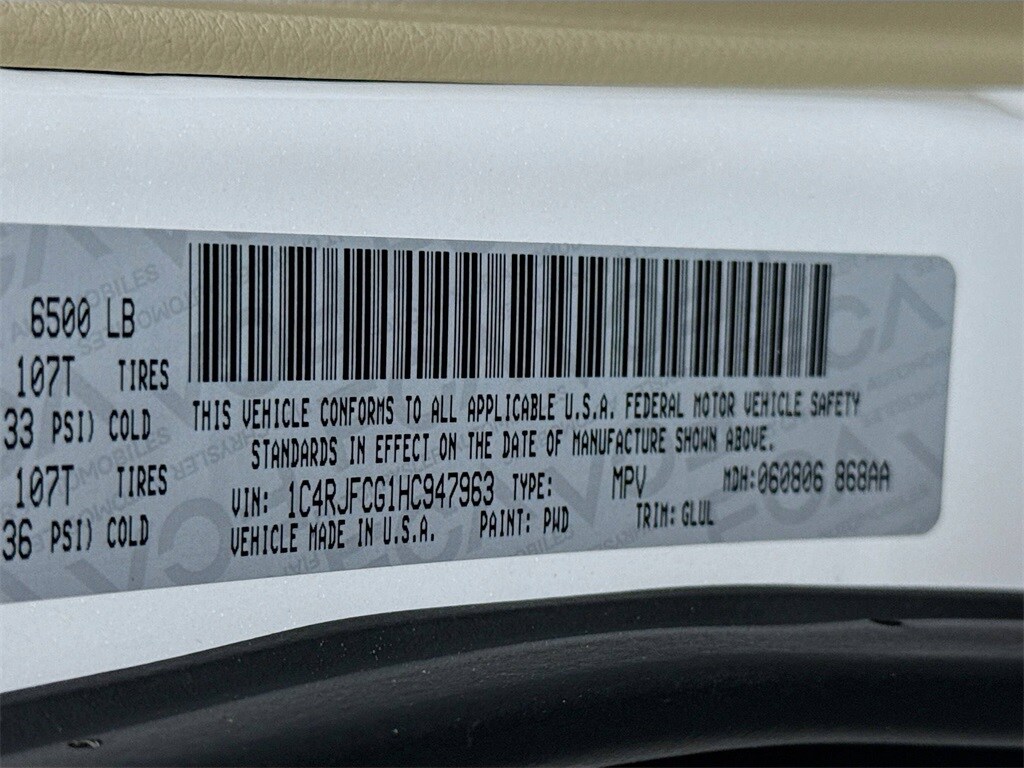 6500 LB
107T TIRES
33 PSI) COLD
107T TIRES
36 PSI) COLD
THIS VEHICLE CONFORMS TO ALL APPLICABLE U.S.A. FEDERAL MOTOR VEHICLE SAFETY
STANDARDS IN EFFECT ON THE DATE OF MANUFACTURE SHOWN ABOVE.
VIN: 1C4RJFCG1HC947963 TYPE: MPV MDH:060806 868AA
VEHICLE MADE IN U.S.A. PAINT: PWD TRIM: GLUL